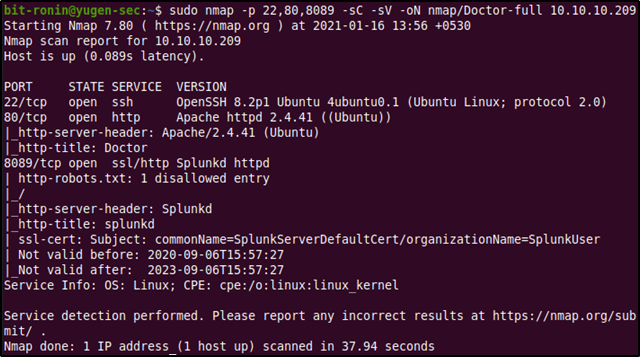 bit-ronin@yugen-sec:~$ sudo nmap -p 22,80,8089 -sC -sV -oN nmap/Doctor-full 10.10.10.209
Starting Nmap 7.80 ( https://nmap.org ) at 2021-01-16 13:56 +0530
Nmap scan report for 10.10.10.209
Host is up (0.089s latency).
PORT     STATE SERVICE  VERSION
22/tcp   open  ssh      OpenSSH 8.2p1 Ubuntu 4ubuntu0.1 (Ubuntu Linux; protocol 2.0)
80/tcp   open  http     Apache httpd 2.4.41 ((Ubuntu))
|_http-server-header: Apache/2.4.41 (Ubuntu)
|_http-title: Doctor
8089/tcp open  ssl/http Splunkd httpd
| http-robots.txt: 1 disallowed entry
|_/
|_http-server-header: Splunkd
|_http-title: splunkd
| ssl-cert: Subject: commonName=SplunkServerDefaultCert/organizationName=SplunkUser
| Not valid before: 2020-09-06T15:57:27
|_Not valid after:  2023-09-06T15:57:27
Service Info: OS: Linux; CPE: cpe:/o:linux:linux_kernel
Service detection performed. Please report any incorrect results at https://nmap.org/sub
mit/ .
Nmap done: 1 IP address (1 host up) scanned in 37.94 seconds